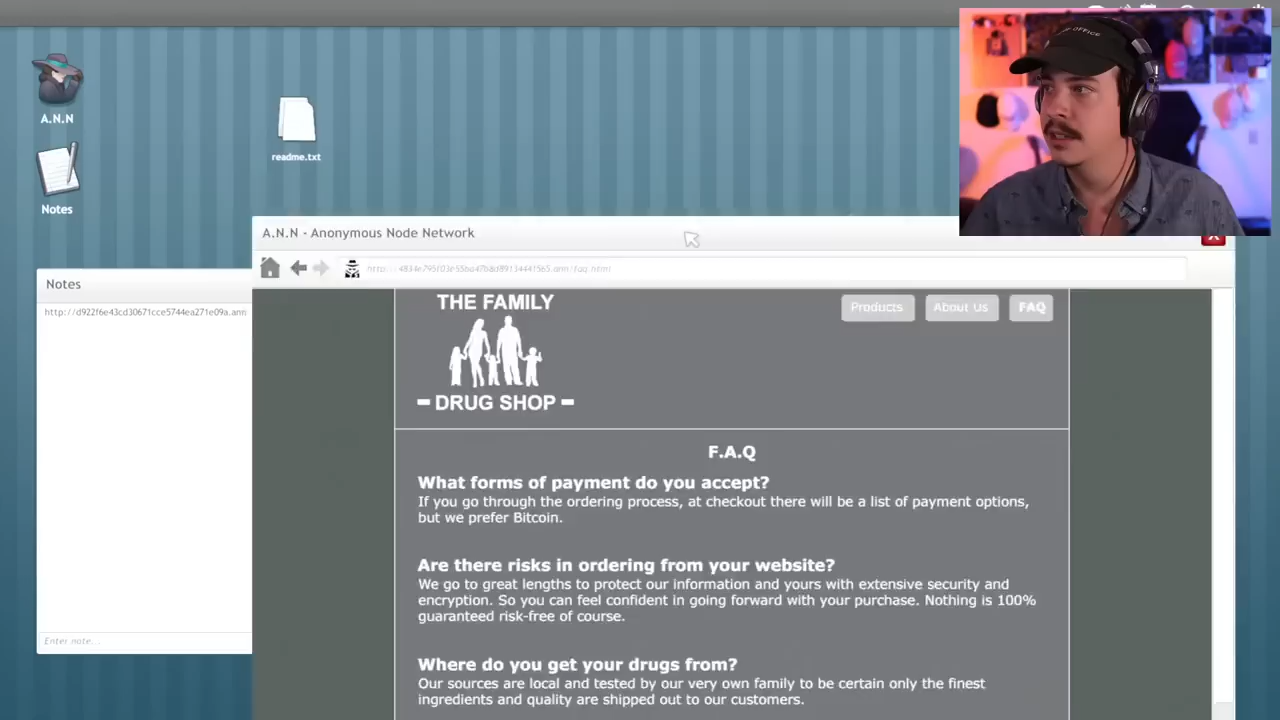 A.N.N
readme.txt
Notes
A.N.N - Anonymous Node Network
Notes
http://d922f6e43cd30671cce5744ea271e09a.ann
THE FAMILY
- DRUG SHOP -
Products
About Us
FAQ
F.A.Q
What forms of payment do you accept?
If you go through the ordering process, at checkout there will be a list of payment options,
but we prefer Bitcoin.
Are there risks in ordering from your website?
We go to great lengths to protect our information and yours with extensive security and
encryption. So you can feel confident in going forward with your purchase. Nothing is 100%
guaranteed risk-free of course.
Enter note...
Where do you get your drugs from?
Our sources are local and tested by our very own family to be certain only the finest
ingredients and quality are shipped out to our customers.